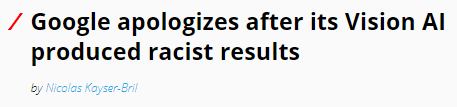 Google apologizes after its Vision AI
produced racist results
by Nicolas Kayser-Bril